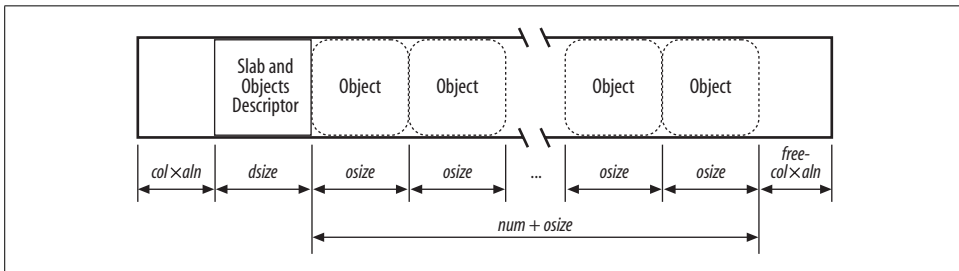 Slab and
Objects
Descriptor
Object
Object
Object
Object
col × aln
dsize
osize
osize
...
osize
osize
free-
col × aln
num + osize